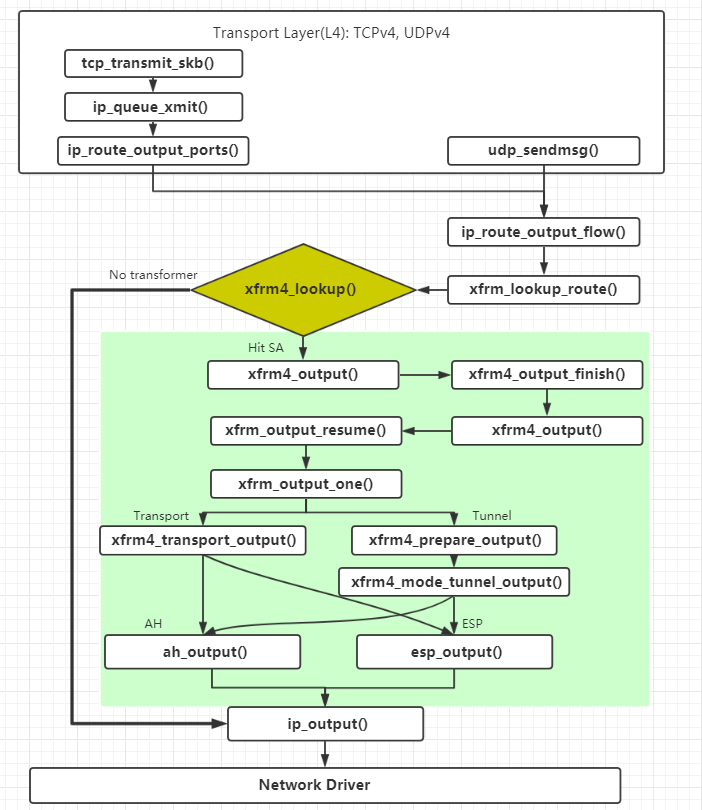 Transport Layer(L4): TCPv4, UDPv4
tcp_transmit_skb()
ip_queue_xmit()
ip_route_output_ports()
udp_sendmsg()
ip_route_output_flow()
No transformer
xfrm4_lookup()
xfrm_lookup_route()
Hit SA
xfrm4_output()
xfrm4_output_finish()
xfrm_output_resume()
xfrm4_output()
xfrm_output_one()
Transport
Tunnel
xfrm4_transport_output()
xfrm4_prepare_output()
xfrm4_mode_tunnel_output()
AH
ESP
ah_output()
esp_output()
ip_output()
Network Driver